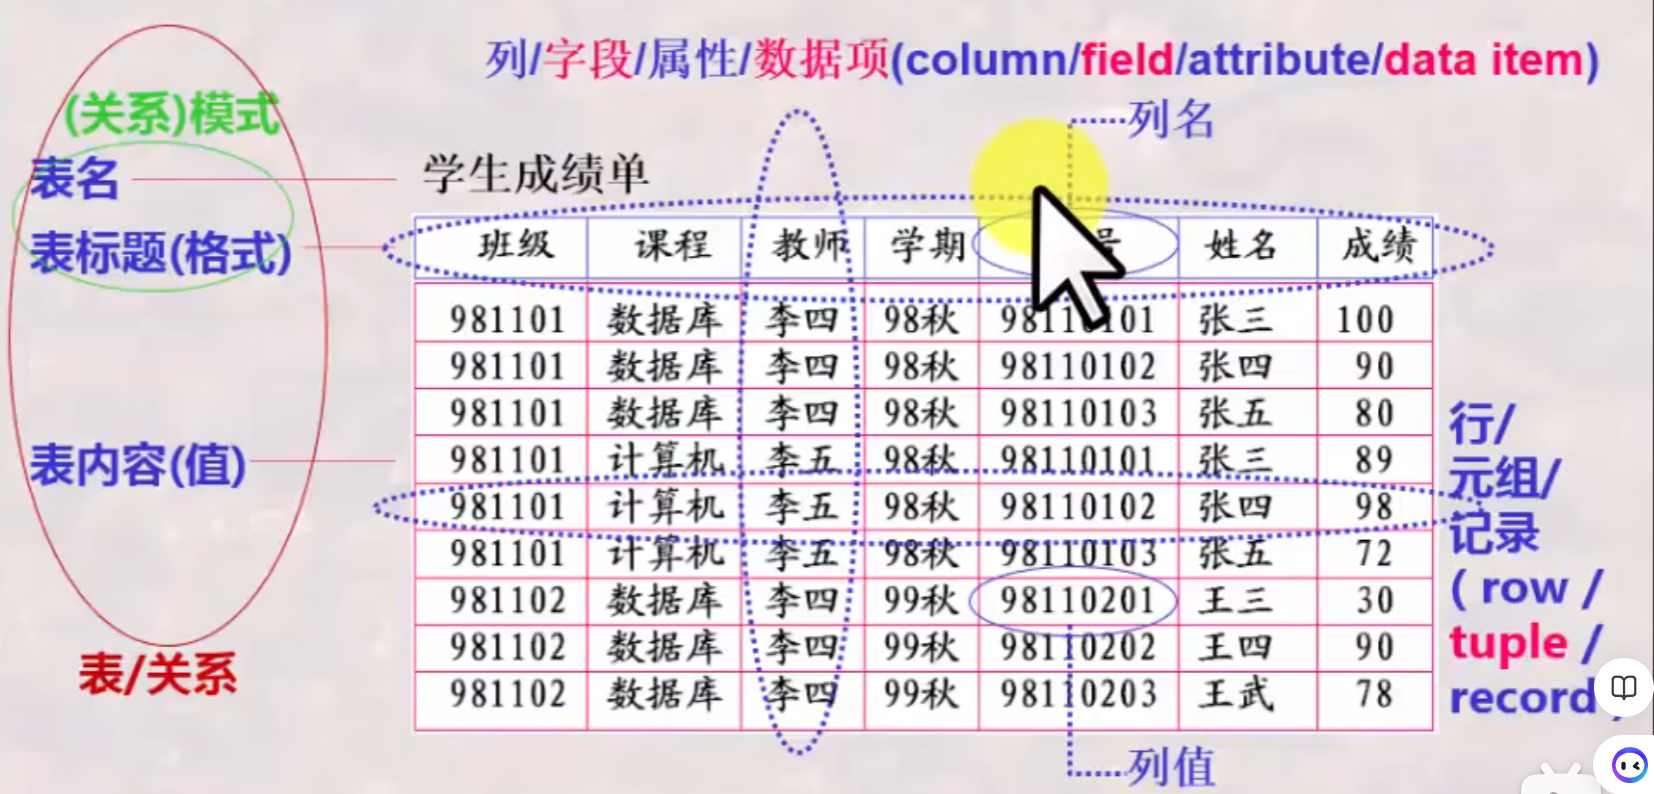 列/字段/属性/数据项(column/field/attribute/data item)
列名
(关系)模式
表名
学生成绩单
表标题(格式)
班级 课程 教师 学期 号 姓名 成绩
981101 数据库 李四 98秋 98110101 张三 100
981101 数据库 李四 98秋 98110102 张四 90
981101 数据库 李四 98秋 98110103 张五 80
981101 计算机 李五 98秋 98110101 张三 89
981101 计算机 李五 98秋 98110102 张四 98
981101 计算机 李五 98秋 98110103 张五 72
981102 数据库 李四 99秋 98110201 王三 30
981102 数据库 李四 99秋 98110202 王四 90
981102 数据库 李四 99秋 98110203 王武 78
表内容(值)
表/关系
行/
元组/
记录
( row /
tuple /
record
列值